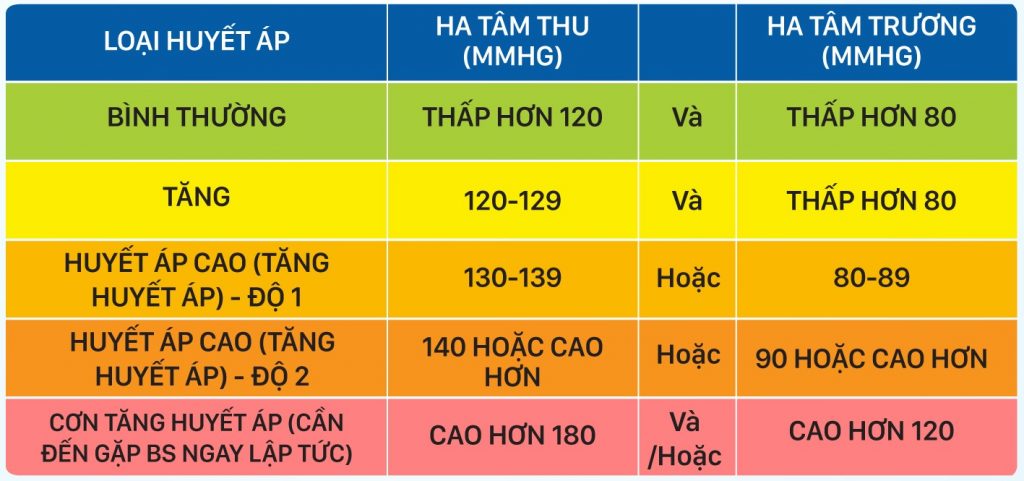 LOẠI HUYẾT ÁP
HA TÂM THU
(MMHG)
HA TÂM TRƯƠNG
(MMHG)
BÌNH THƯỜNG
THẤP HƠN 120
Và
THẤP HƠN 80
TĂNG
120-129
Và
THẤP HƠN 80
HUYẾT ÁP CAO (TĂNG
HUYẾT ÁP) - ĐỘ 1
130-139
Hoặc
80-89
HUYẾT ÁP CAO (TĂNG
HUYẾT ÁP) - ĐỘ 2
140 HOẶC CAO
HƠN
Hoặc
90 HOẶC CAO HƠN
CƠN TĂNG HUYẾT ÁP (CẦN
ĐẾN GẶP BS NGAY LẬP TỨC)
CAO HƠN 180
Và
/Hoặc
CAO HƠN 120